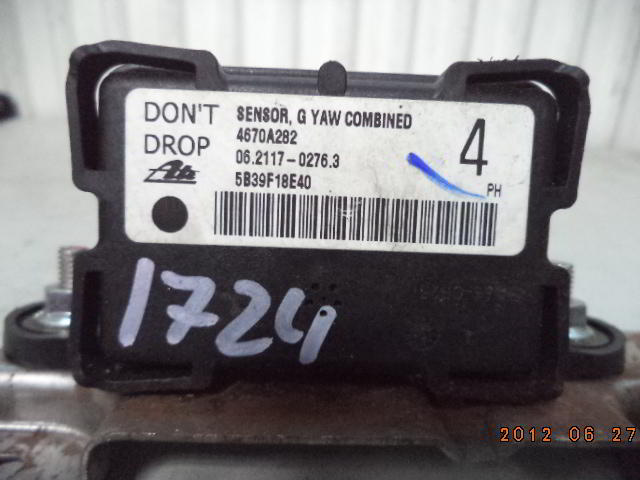 DON'T
DROP
SENSOR, G YAW COMBINED
4670A282
06.2117-0276.3
5B39F18E40
4
PH
1724
2012 06 27